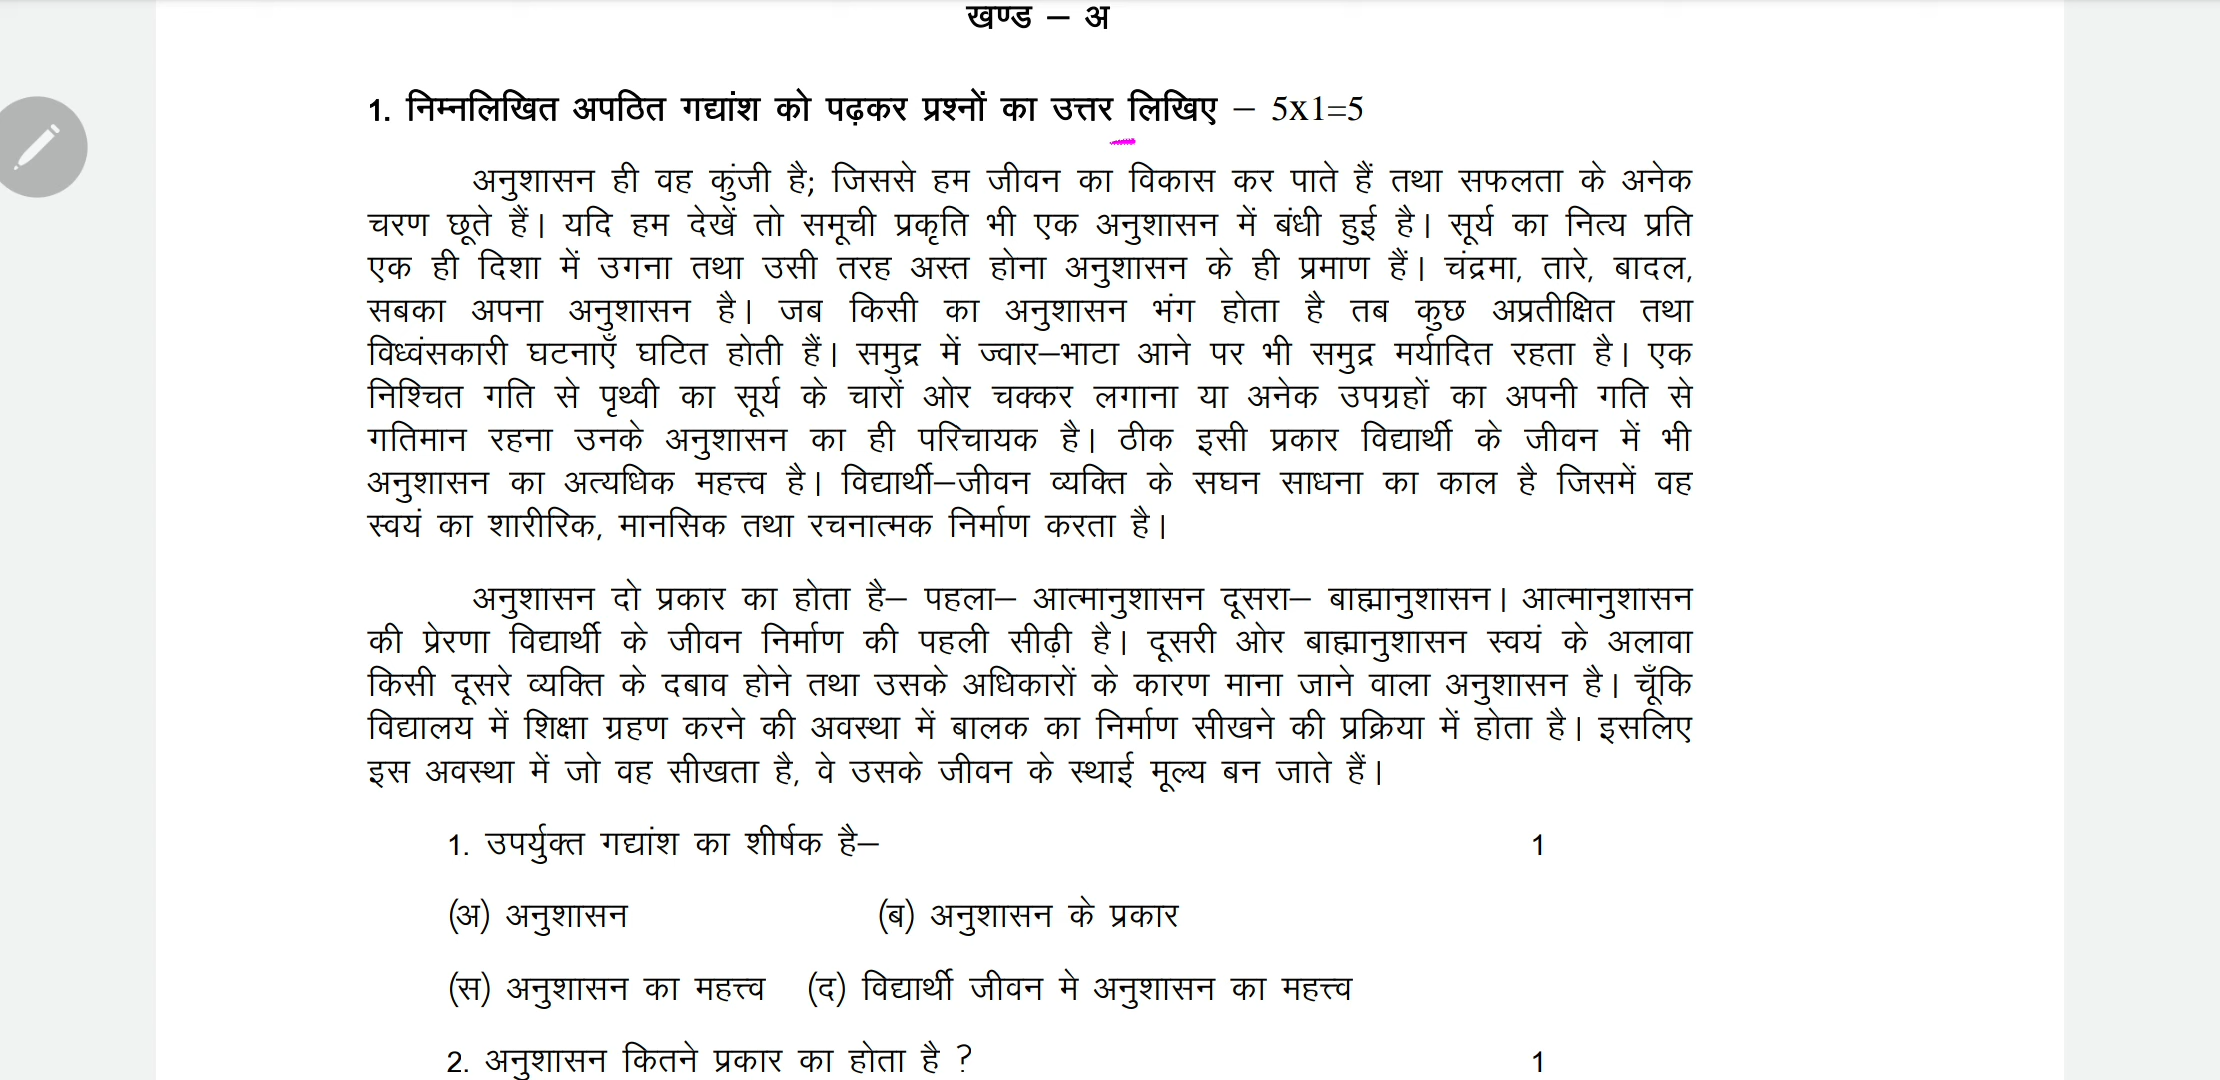 खण्ड – अ
1. निम्नलिखित अपठित गद्यांश को पढ़कर प्रश्नों का उत्तर लिखिए – 5x1=5
अनुशासन ही वह कुंजी है; जिससे हम जीवन का विकास कर पाते हैं तथा सफलता के अनेक
चरण छूते हैं। यदि हम देखें तो समूची प्रकृति भी एक अनुशासन में बंधी हुई है। सूर्य का नित्य प्रति
एक ही दिशा में उगना तथा उसी तरह अस्त होना अनुशासन के ही प्रमाण हैं। चंद्रमा, तारे, बादल,
सबका अपना अनुशासन है। जब किसी का अनुशासन भंग होता है तब कुछ अप्रतीक्षित तथा
विध्वंसकारी घटनाएँ घटित होती हैं। समुद्र में ज्वार–भाटा आने पर भी समुद्र मर्यादित रहता है। एक
निश्चित गति से पृथ्वी का सूर्य के चारों ओर चक्कर लगाना या अनेक उपग्रहों का अपनी गति से
गतिमान रहना उनके अनुशासन का ही परिचायक है। ठीक इसी प्रकार विद्यार्थी के जीवन में भी
अनुशासन का अत्यधिक महत्त्व है। विद्यार्थी–जीवन व्यक्ति के सघन साधना का काल है जिसमें वह
स्वयं का शारीरिक, मानसिक तथा रचनात्मक निर्माण करता है।
अनुशासन दो प्रकार का होता है– पहला– आत्मानुशासन दूसरा– बाह्मानुशासन। आत्मानुशासन
की प्रेरणा विद्यार्थी के जीवन निर्माण की पहली सीढ़ी है। दूसरी ओर बाह्मानुशासन स्वयं के अलावा
किसी दूसरे व्यक्ति के दबाव होने तथा उसके अधिकारों के कारण माना जाने वाला अनुशासन है। चूँकि
विद्यालय में शिक्षा ग्रहण करने की अवस्था में बालक का निर्माण सीखने की प्रक्रिया में होता है। इसलिए
इस अवस्था में जो वह सीखता है, वे उसके जीवन के स्थाई मूल्य बन जाते हैं।
1. उपर्युक्त गद्यांश का शीर्षक है– 1
(अ) अनुशासन (ब) अनुशासन के प्रकार
(स) अनुशासन का महत्त्व (द) विद्यार्थी जीवन मे अनुशासन का महत्त्व
2. अनुशासन कितने प्रकार का होता है ? 1